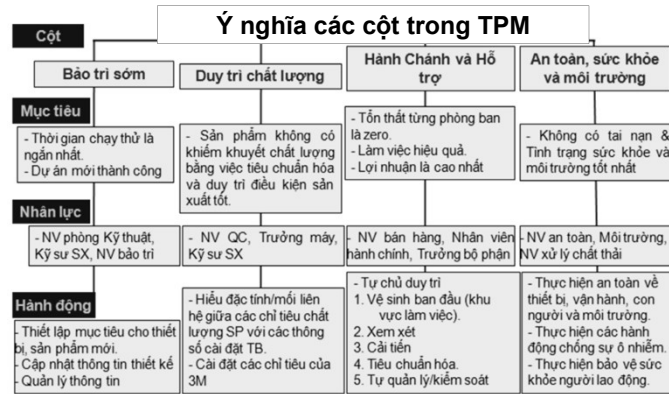 Ý nghĩa các cột trong TPM
Cột
Bảo trì sớm
Duy trì chất lượng
Hành Chánh và Hỗ
trợ
An toàn, sức khỏe
và môi trường
Mục tiêu
- Thời gian chạy thử là
ngắn nhất.
- Dự án mới thành công
- Sản phẩm không có
khiếm khuyết chất lượng
bằng việc tiêu chuẩn hóa
và duy trì điều kiện sản
xuất tốt.
- Tổn thất từng phòng ban
là zero.
- Làm việc hiệu quả.
- Lợi nhuận là cao nhất
- Không có tai nạn &
Tình trạng sức khỏe và
môi trường tốt nhất
Nhân lực
- NV phòng Kỹ thuật,
Kỹ sư SX, NV bảo trì
- NV QC, Trưởng máy,
Kỹ sư SX
- NV bán hàng, Nhân viên
hành chính, Trưởng bộ phận
- NV an toàn, Môi trường,
NV xử lý chất thải
Hành động
- Thiết lập mục tiêu cho thiết
bị, sản phẩm mới.
- Cập nhật thông tin thiết kế
- Quản lý thông tin
- Hiểu đặc tính/mối liên
hệ giữa các chỉ tiêu chất
lượng SP với các thông
số cài đặt TB.
- Cài đặt các chỉ tiêu của
3M
- Tự chủ duy trì
1. Vệ sinh ban đầu (khu
vực làm việc).
2. Xem xét
3. Cải tiến
4. Tiêu chuẩn hóa.
5. Tự quản lý/kiểm soát
- Thực hiện an toàn về
thiết bị, vận hành, con
người và môi trường.
- Thực hiện các hành
động chống sự ô nhiễm.
- Thực hiện bảo vệ sức
khỏe người lao động.